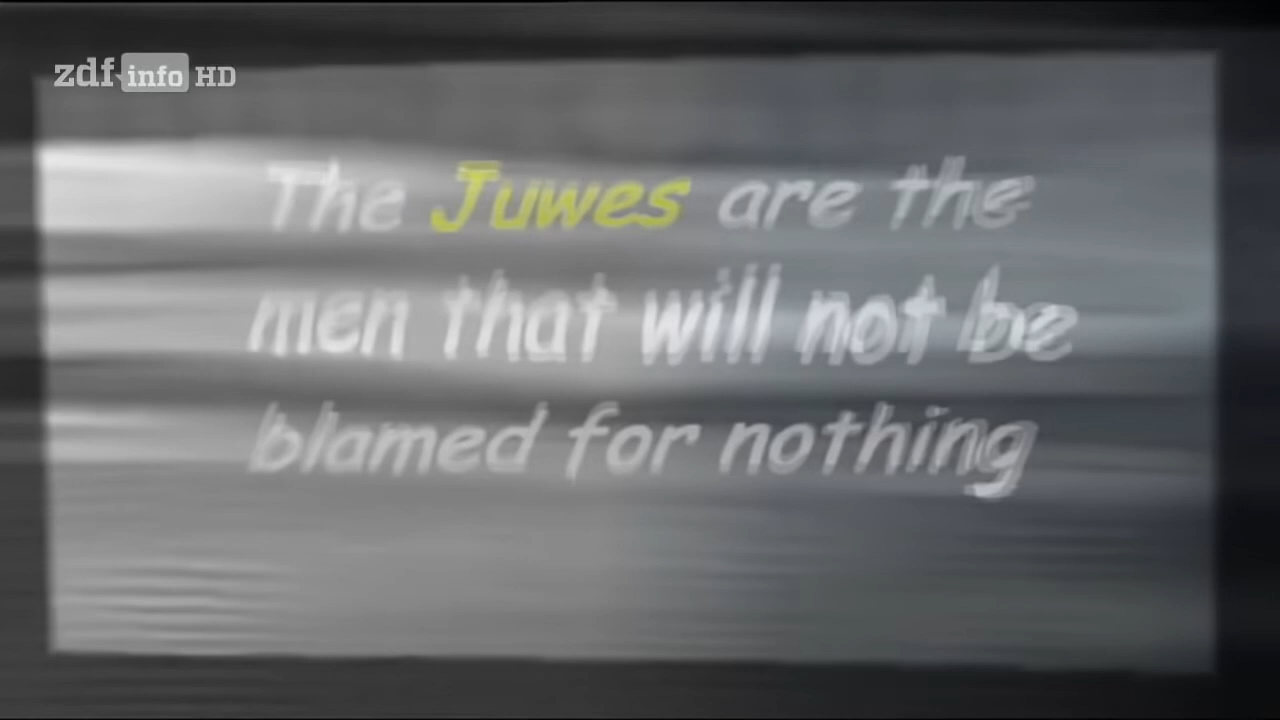 zdf info HD
The Juwes are the
men that will not be
blamed for nothing